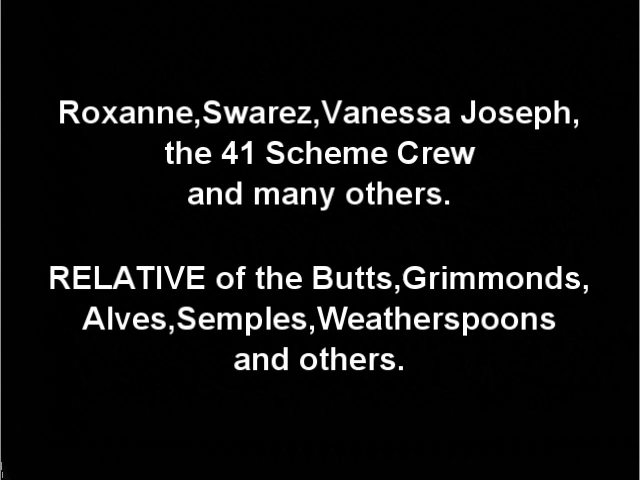 Roxanne,Swarez,Vanessa Joseph,
the 41 Scheme Crew
and many others.
RELATIVE of the Butts,Grimmonds,
Alves,Semples,Weatherspoons
and others.